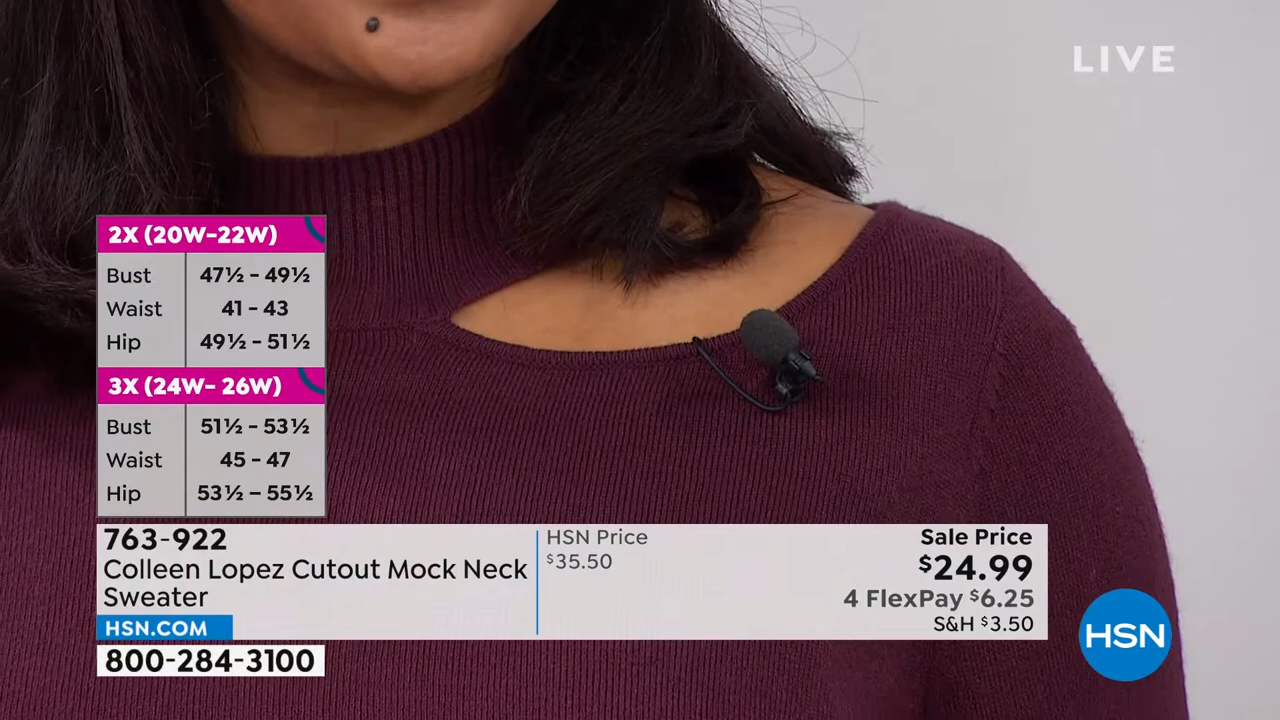 LIVE
2X (20W-22W)
Bust 47½ - 49½
Waist 41 - 43
Hip 49½ - 51½
3X (24W- 26W)
Bust 51½ - 53½
Waist 45 - 47
Hip 53½ - 55½
763-922
Colleen Lopez Cutout Mock Neck
Sweater
HSN.COM
800-284-3100
HSN Price
$35.50
Sale Price
$24.99
4 FlexPay $6.25
S&H $3.50
HSN